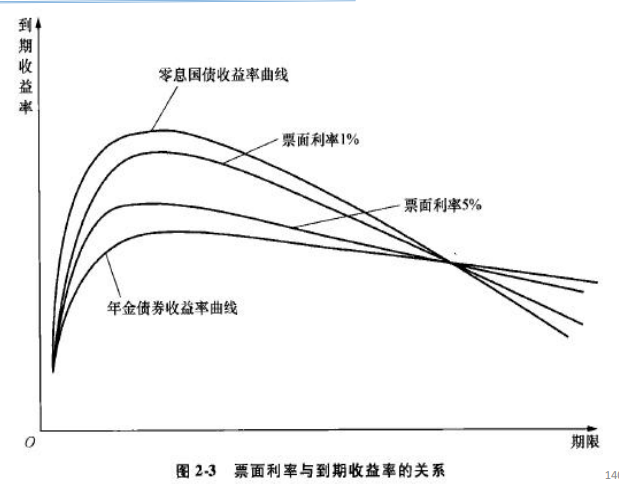 到期收益率
零息国债收益率曲线
票面利率1%
票面利率5%
年金债券收益率曲线
O
期限
图 2-3 票面利率与到期收益率的关系